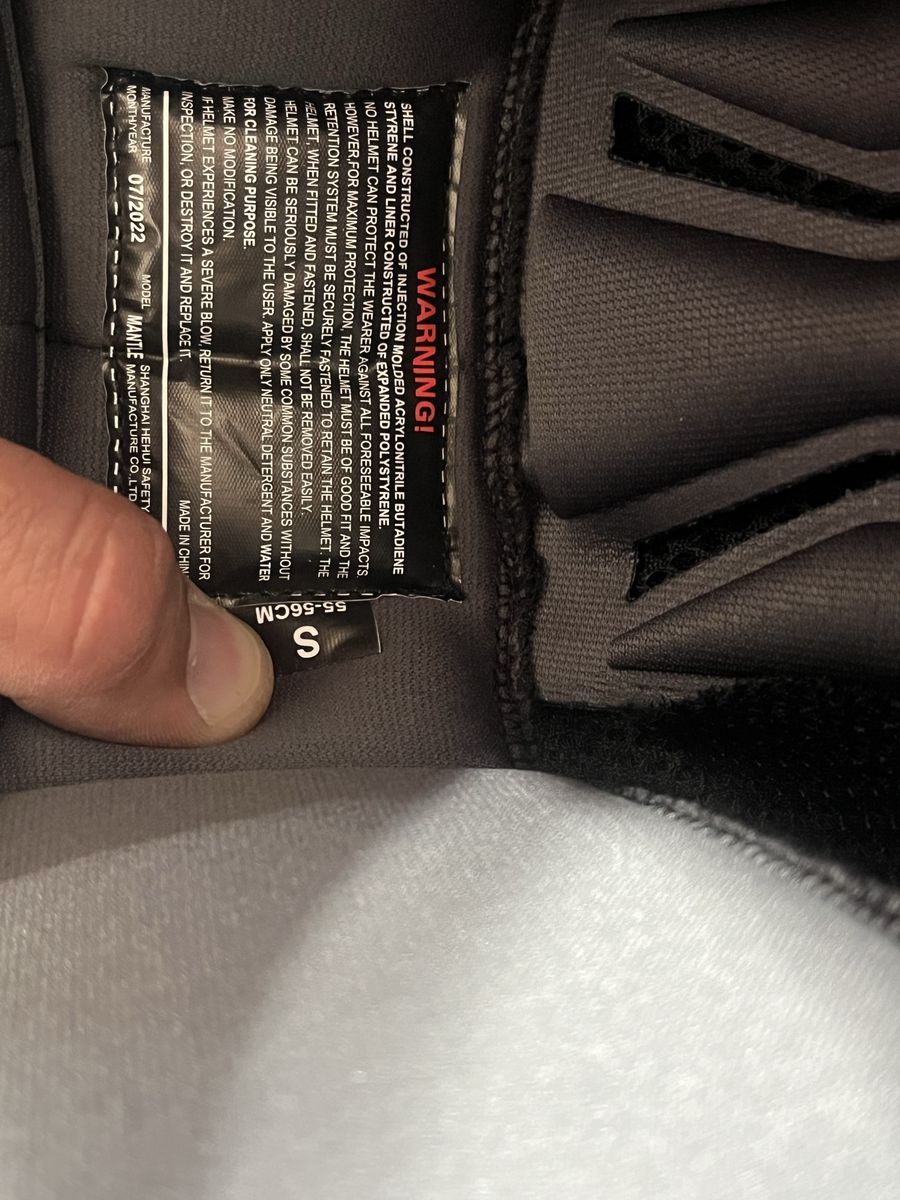 WARNING!
SHELL CONSTRUCTED OF INJECTION MOLDED ACRYLONITRILE BUTADIENE
STYRENE AND LINER CONSTRUCTED OF EXPANDED POLYSTYRENE.
NO HELMET CAN PROTECT THE WEARER AGAINST ALL FORESEEABLE IMPACTS.
HOWEVER,FOR MAXIMUM PROTECTION, THE HELMET MUST BE OF GOOD FIT AND THE
RETENTION SYSTEM MUST BE SECURELY FASTENED TO RETAIN THE HELMET. THE
HELMET, WHEN FITTED AND FASTENED, SHALL NOT BE REMOVED EASILY.
HELMET CAN BE SERIOUSLY DAMAGED BY SOME COMMON SUBSTANCES WITHOUT
DAMAGE BEING VISIBLE TO THE USER. APPLY ONLY NEUTRAL DETERGENT AND WATER
FOR CLEANING PURPOSE.
MAKE NO MODIFICATION.
IF HELMET EXPERIENCES A SEVERE BLOW, RETURN IT TO THE MANUFACTURER FOR
INSPECTION, OR DESTROY IT AND REPLACE IT. MADE IN CHIN
MANUFACTURE MONTH/YEAR 07/2022 MODEL MANTLE SHANGHAI HEHUI SAFETY
MANUFACTURE CO.,LTD
S
55-56CM